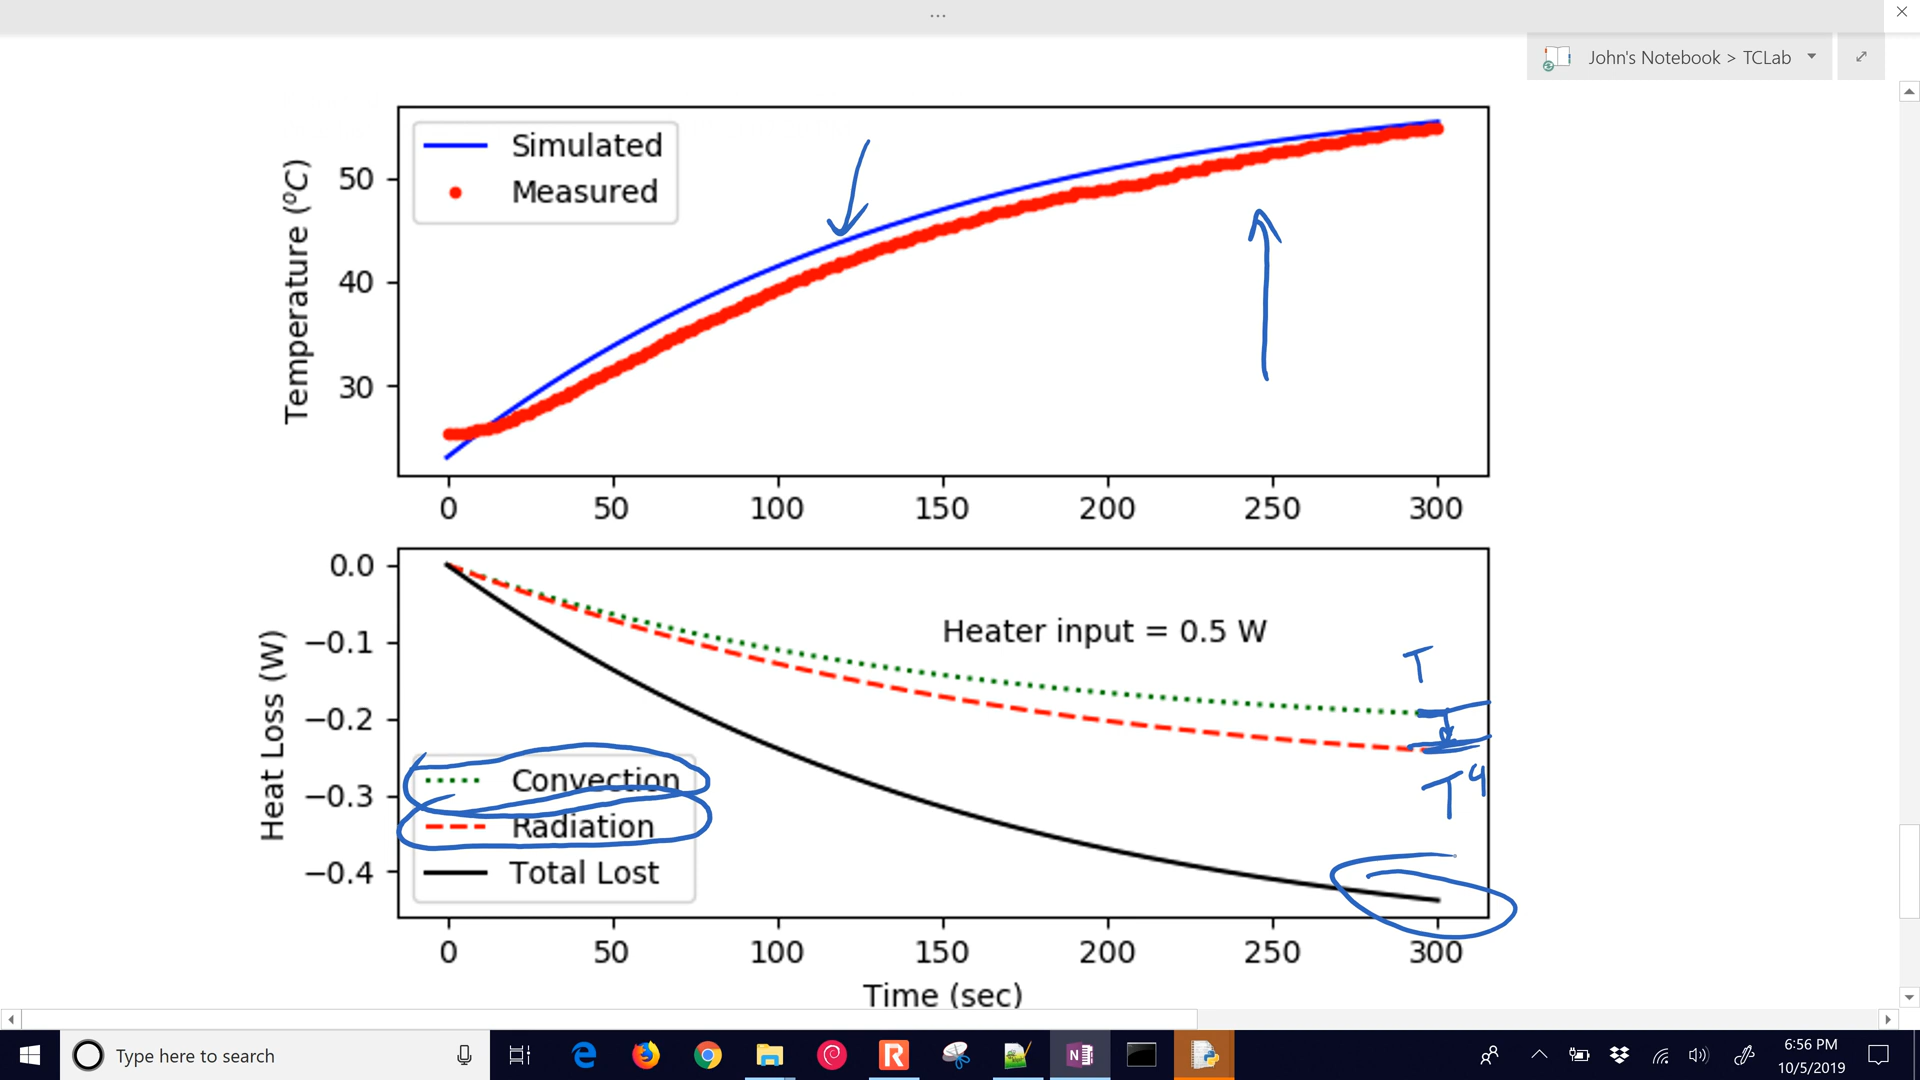 ...
John's Notebook > TCLab
Simulated
Measured
Temperature (°C)
50
40
30
0 50 100 150 200 250 300
Heat Loss (W)
0.0
−0.1
−0.2
−0.3
−0.4
Heater input = 0.5 W
T
T⁴
Convection
Radiation
Total Lost
0 50 100 150 200 250 300
Time (sec)
Type here to search
6:56 PM
10/5/2019